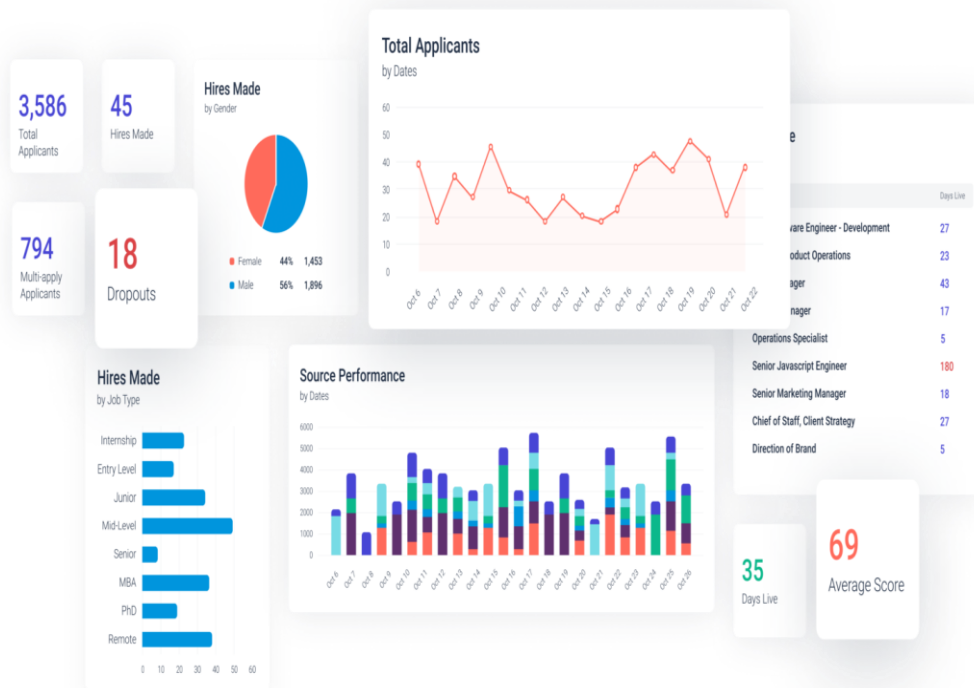 3,586
Total
Applicants
45
Hires Made
794
Multi-apply
Applicants
18
Dropouts
Hires Made
by Gender
Female 44% 1,453
Male 56% 1,896
Total Applicants
by Dates
60
50
40
30
20
10
0
Oct 6
Oct 7
Oct 8
Oct 9
Oct 10
Oct 11
Oct 12
Oct 13
Oct 14
Oct 15
Oct 16
Oct 17
Oct 18
Oct 19
Oct 20
Oct 21
Oct 22
e
Days Live
vare Engineer - Development 27
oduct Operations 23
ager 43
nager 17
Operations Specialist 5
Senior Javascript Engineer 180
Senior Marketing Manager 18
Chief of Staff, Client Strategy 27
Direction of Brand 5
Hires Made
by Job Type
Internship
Entry Level
Junior
Mid-Level
Senior
MBA
PhD
Remote
0 10 20 30 40 50 60
Source Performance
by Dates
6000
5000
4000
3000
2000
1000
0
Oct 6
Oct 7
Oct 8
Oct 9
Oct 10
Oct 11
Oct 12
Oct 13
Oct 14
Oct 15
Oct 16
Oct 17
Oct 18
Oct 19
Oct 20
Oct 21
Oct 22
Oct 23
Oct 24
Oct 25
Oct 26
35
Days Live
69
Average Score